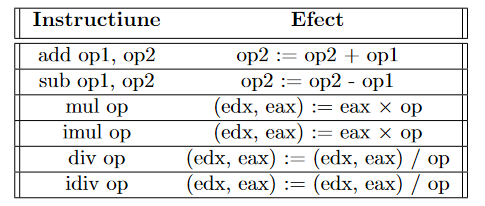 Instructiune Efect
add op1, op2 op2 := op2 + op1
sub op1, op2 op2 := op2 - op1
mul op (edx, eax) := eax × op
imul op (edx, eax) := eax × op
div op (edx, eax) := (edx, eax) / op
idiv op (edx, eax) := (edx, eax) / op